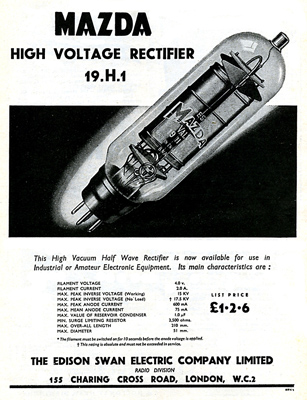 MAZDA
HIGH VOLTAGE RECTIFIER
19.H.1
MAZDA
This High Vacuum Half Wave Rectifier is now available for use in
Industrial or Amateur Electronic Equipment. Its main characteristics are :
FILAMENT VOLTAGE 4.0 v.
FILAMENT CURRENT 2.0 A.
MAX. PEAK INVERSE VOLTAGE (Working) 15 KV
MAX. PEAK INVERSE VOLTAGE (No Load) † 17.5 KV
MAX. PEAK ANODE CURRENT 600 mA
MAX. MEAN ANODE CURRENT 75 mA
MAX. VALUE OF RESERVOIR CONDENSER 1.0 μF
MIN. SURGE LIMITING RESISTOR 2,500 ohms.
MAX. OVER-ALL LENGTH 210 mm.
MAX. DIAMETER 51 mm.
LIST PRICE
£1·2·6
* The filament must be switched on for 10 seconds before the anode voltage is applied.
† This rating is absolute and must not be exceeded in service.
THE EDISON SWAN ELECTRIC COMPANY LIMITED
RADIO DIVISION
155 CHARING CROSS ROAD, LONDON, W.C.2